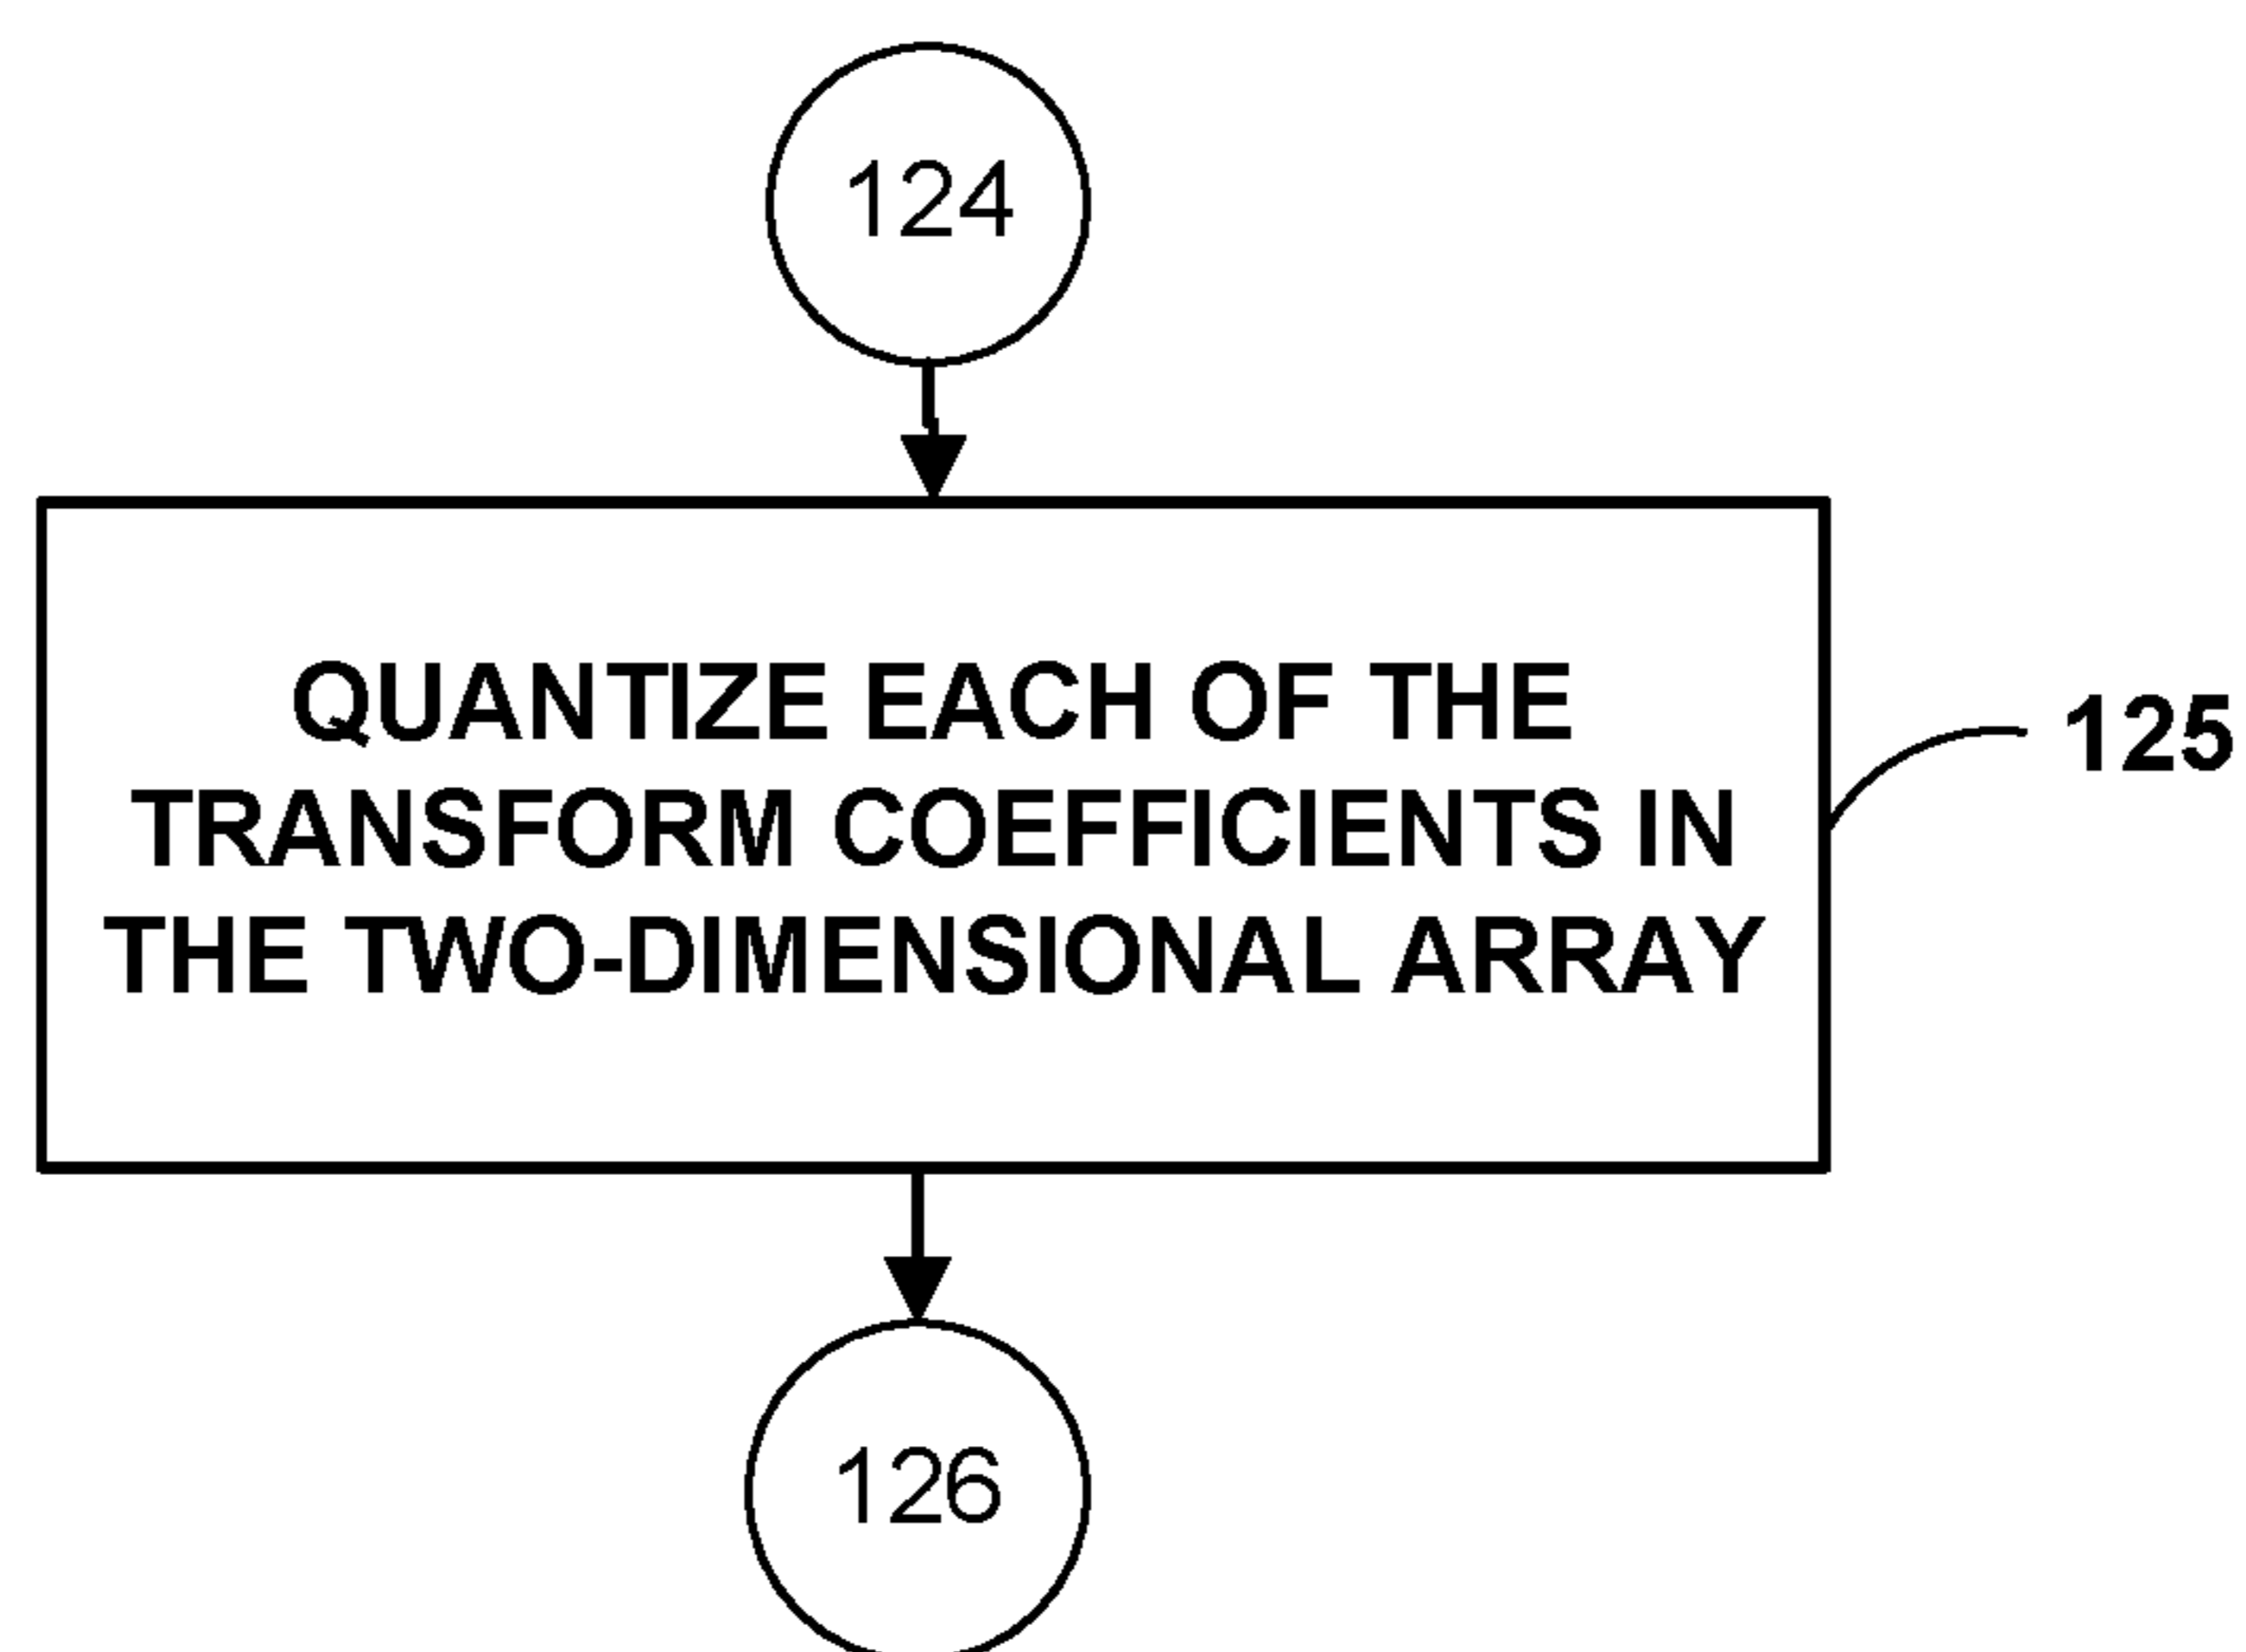 124
QUANTIZE EACH OF THE
TRANSFORM COEFFICIENTS IN
THE TWO-DIMENSIONAL ARRAY
125
126